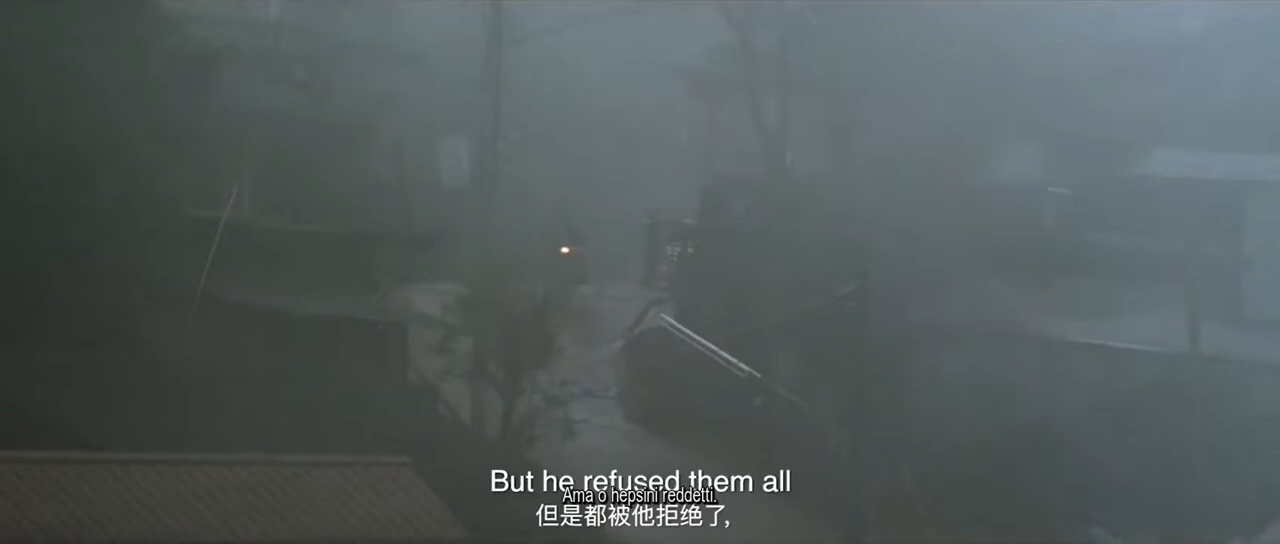 But he refused them all
Ama o hepsini reddetti.
但是都被他拒绝了,